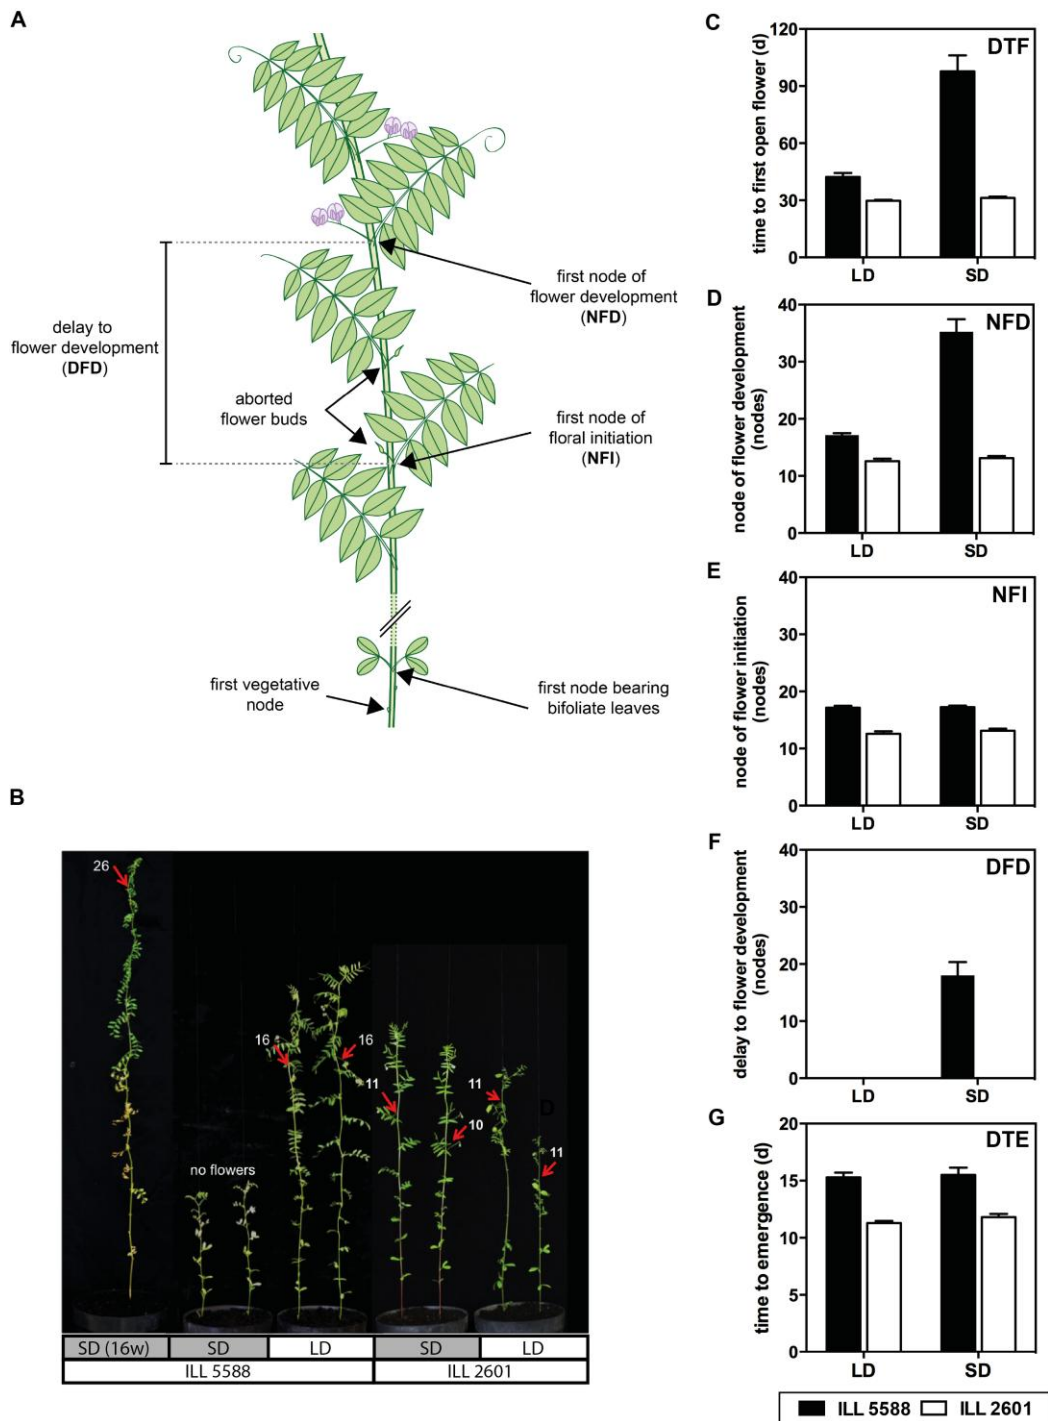 A
first node of
flower development
(NFD)
delay to
flower development
(DFD)
aborted
flower buds
first node of
floral initiation
(NFI)
first vegetative
node
first node bearing
bifoliate leaves
B
26
no flowers
16
16
11
10
11
11
D
SD (16w) SD LD SD LD
ILL 5588 ILL 2601
C
DTF
time to first open flower (d)
120
90
60
30
0
LD SD
D
NFD
node of flower development
(nodes)
40
30
20
10
0
LD SD
E
NFI
node of flower initiation
(nodes)
40
30
20
10
0
LD SD
F
DFD
delay to flower development
(nodes)
40
30
20
10
0
LD SD
G
DTE
time to emergence (d)
20
15
10
5
0
LD SD
ILL 5588 ILL 2601